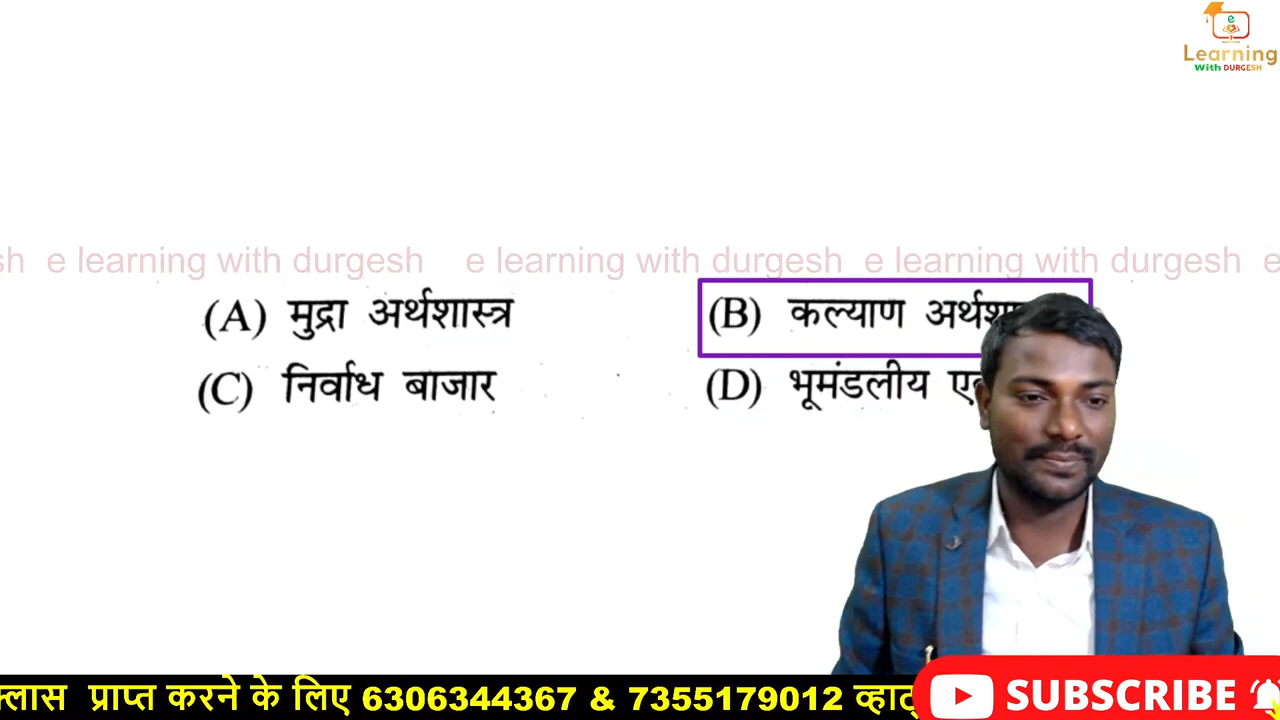 e
Learning
With DURGESH
sh e learning with durgesh e learning with durgesh e learning with durgesh e
(A) मुद्रा अर्थशास्त्र
(B) कल्याण
(C) निर्वाध बाजार
(D) भूमंडलीय
प्राप्त करने के लिए 6306344367 & 7355179012
SUBSCRIBE